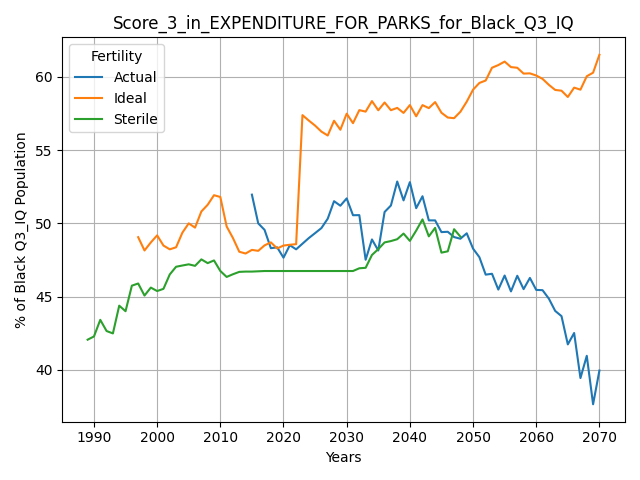 Score_3_in_EXPENDITURE_FOR_PARKS_for_Black_Q3_IQ
Fertility
Actual
Ideal
Sterile
% of Black Q3_IQ Population
60
55
50
45
40
1990
2000
2010
2020
2030
2040
2050
2060
2070
Years